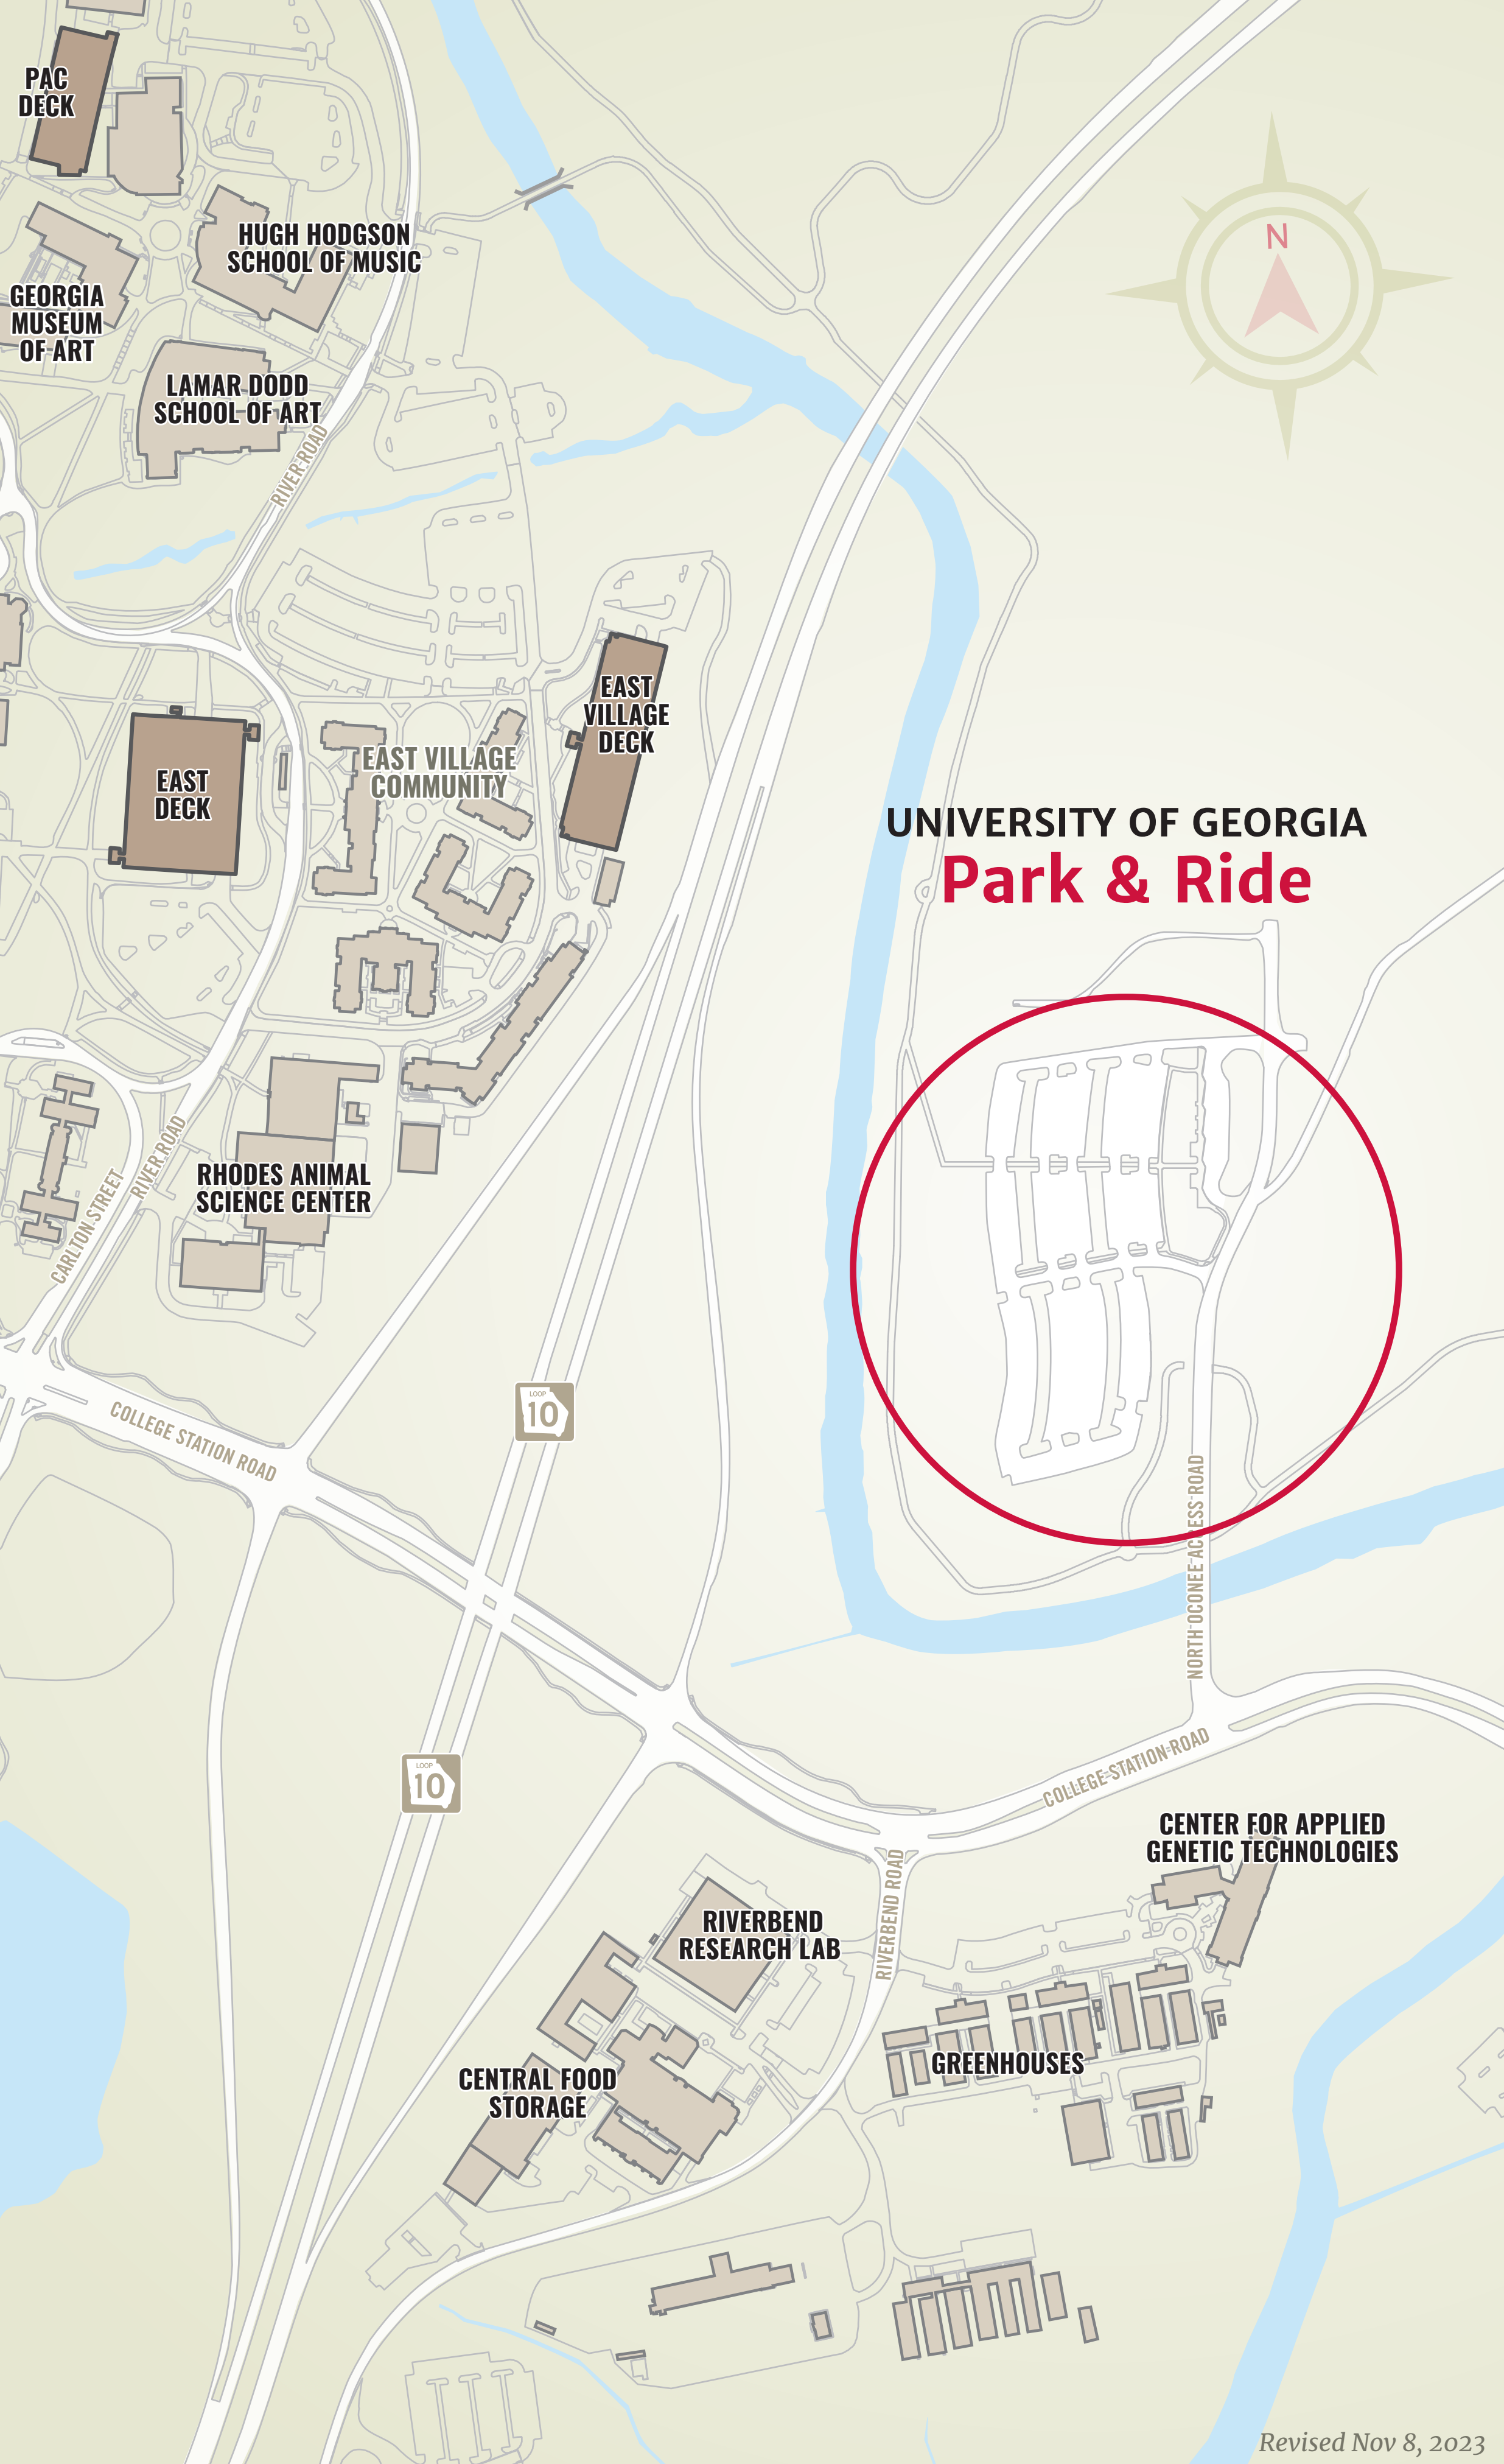 PAC
DECK
HUGH HODGSON
SCHOOL OF MUSIC
N
GEORGIA
MUSEUM
OF ART
LAMAR DODD
SCHOOL OF ART
RIVER ROAD
EAST
VILLAGE
DECK
EAST VILLAGE
COMMUNITY
EAST
DECK
UNIVERSITY OF GEORGIA
Park & Ride
RHODES ANIMAL
SCIENCE CENTER
CARLTON STREET
RIVER ROAD
LOOP
10
COLLEGE STATION ROAD
NORTH OCONEE ACCESS ROAD
LOOP
10
COLLEGE STATION ROAD
CENTER FOR APPLIED
GENETIC TECHNOLOGIES
RIVERBEND ROAD
RIVERBEND
RESEARCH LAB
GREENHOUSES
CENTRAL FOOD
STORAGE
Revised Nov 8, 2023